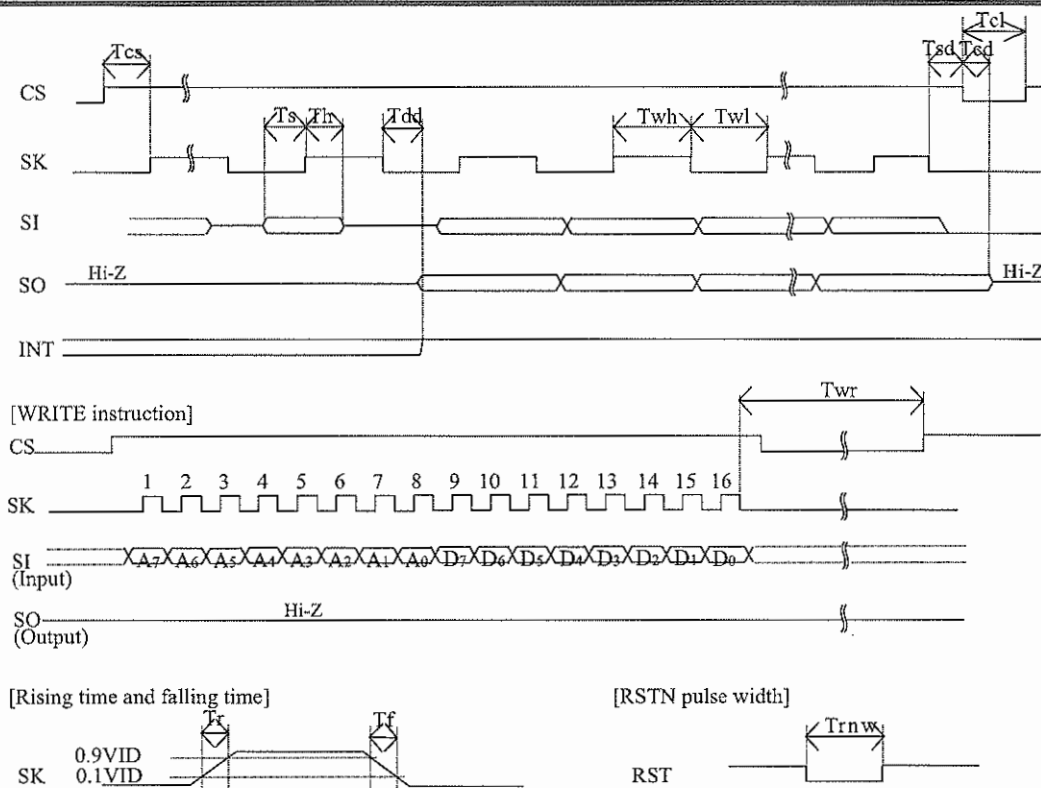 Tcl
Tcs Tsd Tcd
CS
Ts Th Tdd Twh Twl
SK
SI
Hi-Z Hi-Z
SO
INT
[WRITE instruction] Twr
CS
1 2 3 4 5 6 7 8 9 10 11 12 13 14 15 16
SK
SI A7 A6 A5 A4 A3 A2 A1 A0 D7 D6 D5 D4 D3 D2 D1 D0
(Input)
Hi-Z
SO
(Output)
[Rising time and falling time] [RSTN pulse width]
Tr Tf Trnw
0.9VID
SK 0.1VID RST